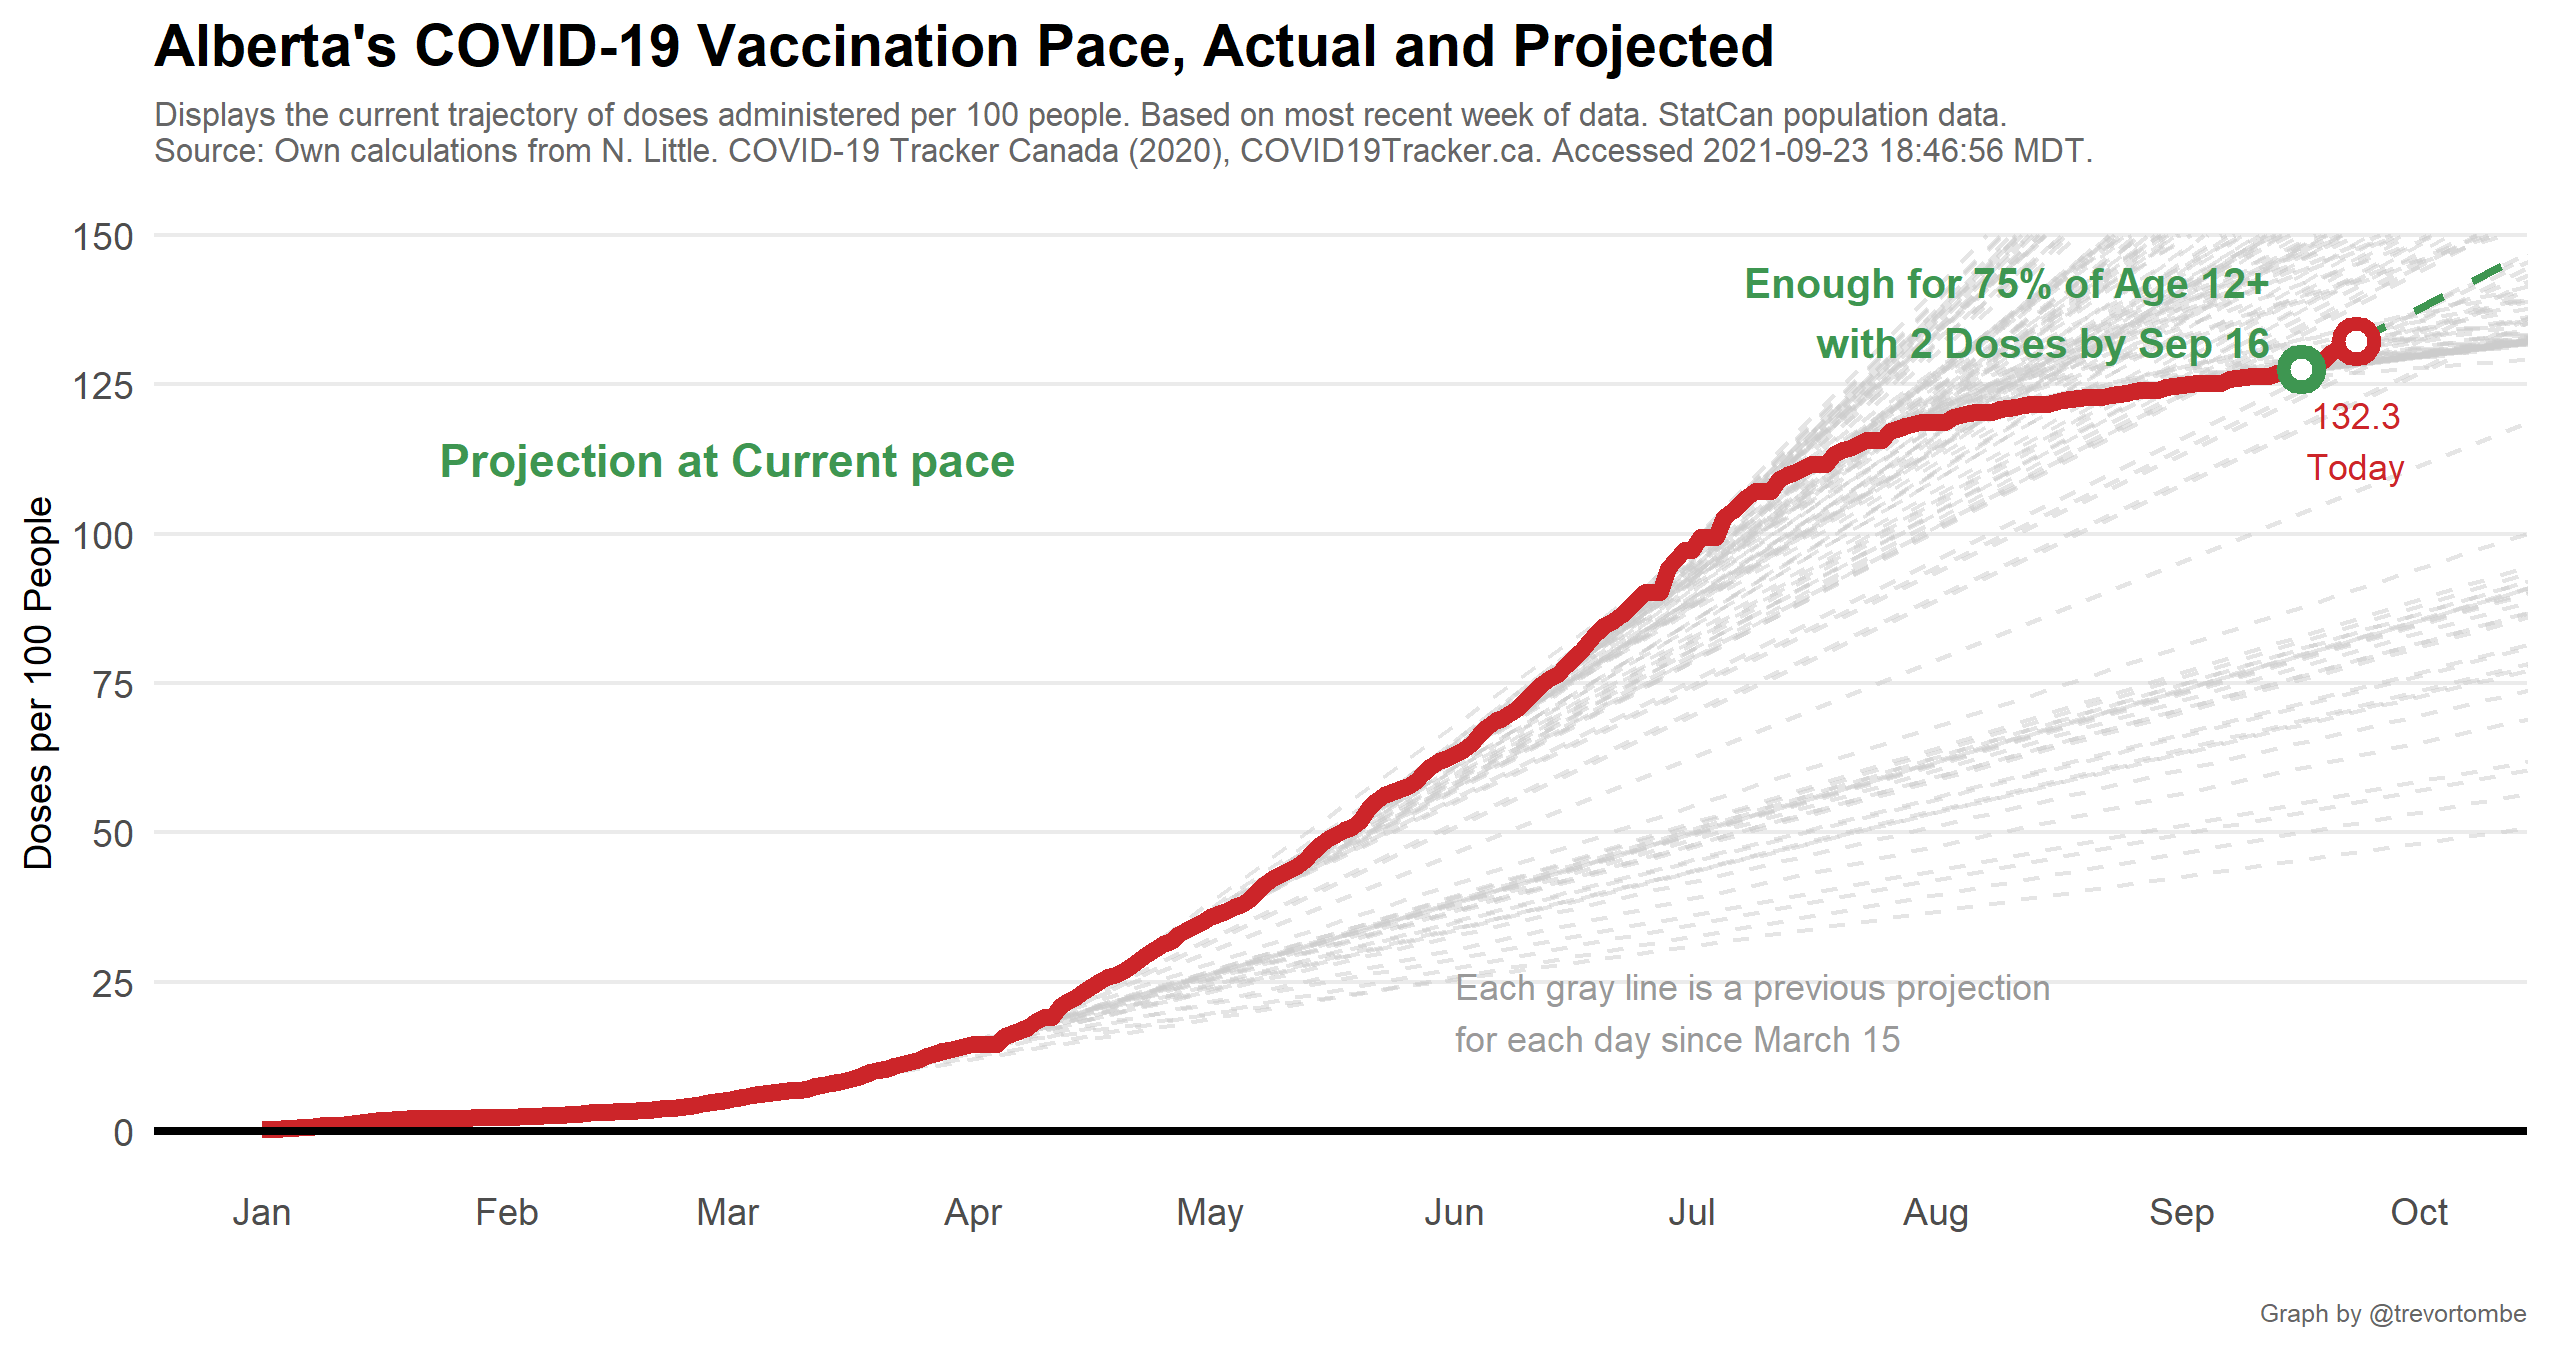 Alberta's COVID-19 Vaccination Pace, Actual and Projected
Displays the current trajectory of doses administered per 100 people. Based on most recent week of data. StatCan population data.
Source: Own calculations from N. Little. COVID-19 Tracker Canada (2020), COVID19Tracker.ca. Accessed 2021-09-23 18:46:56 MDT.
Doses per 100 People
150
125
100
75
50
25
0
Enough for 75% of Age 12+
with 2 Doses by Sep 16
132.3
Today
Projection at Current pace
Each gray line is a previous projection
for each day since March 15
Jan Feb Mar Apr May Jun Jul Aug Sep Oct
Graph by @trevortombe